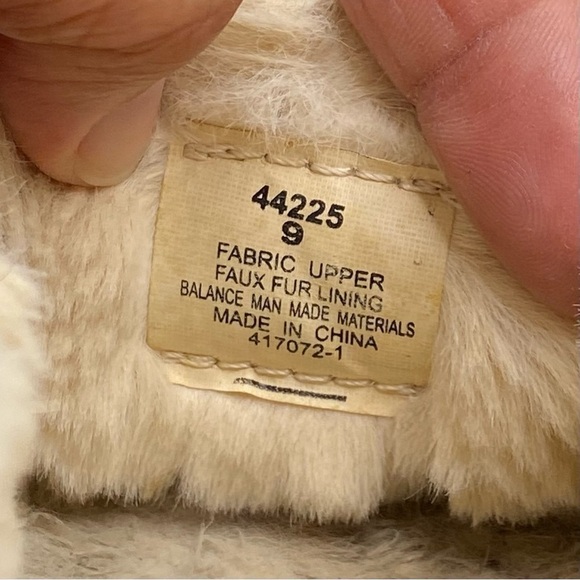 44225
9
FABRIC UPPER
FAUX FUR LINING
BALANCE MAN MADE MATERIALS
MADE IN CHINA
417072-1